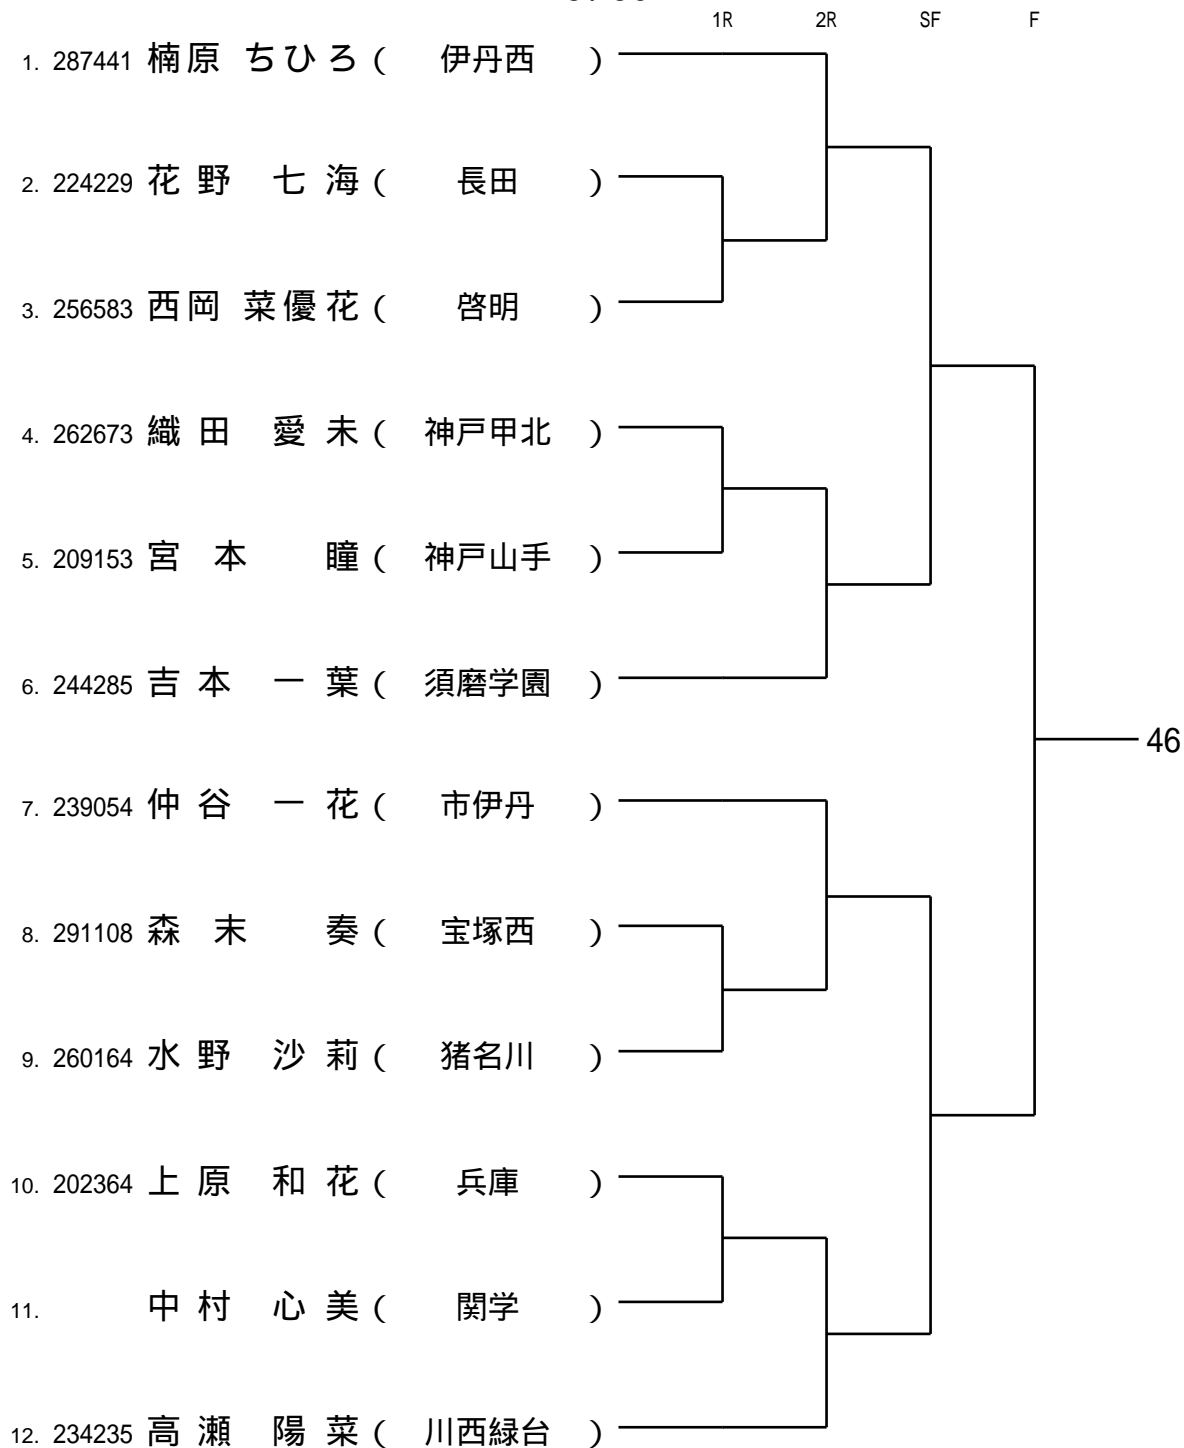 1R 2R SF F
1. 287441 楠原 ちひろ ( 伊丹西 )
2. 224229 花野 七海 ( 長田 )
3. 256583 西岡 菜優花 ( 啓明 )
4. 262673 織田 愛未 ( 神戸甲北 )
5. 209153 宮本 瞳 ( 神戸山手 )
6. 244285 吉本 一葉 ( 須磨学園 )
46
7. 239054 仲谷 一花 ( 市伊丹 )
8. 291108 森末 奏 ( 宝塚西 )
9. 260164 水野 沙莉 ( 猪名川 )
10. 202364 上原 和花 ( 兵庫 )
11. 中村 心美 ( 関学 )
12. 234235 高瀬 陽菜 ( 川西緑台 )